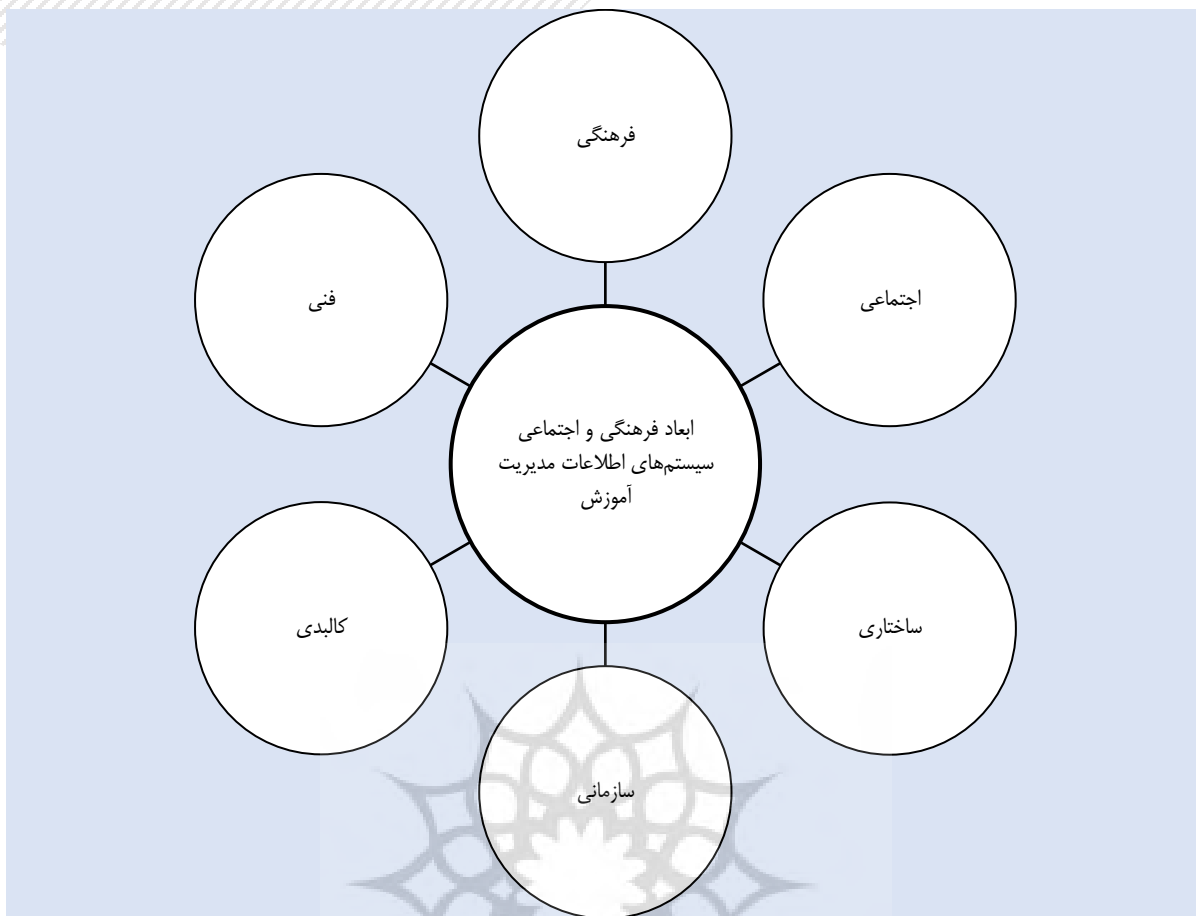 فرهنگی
اجتماعی
فنی
ابعاد فرهنگی و اجتماعی
سیستم‌های اطلاعات مدیریت
آموزش
ساختاری
کالبدی
سازمانی